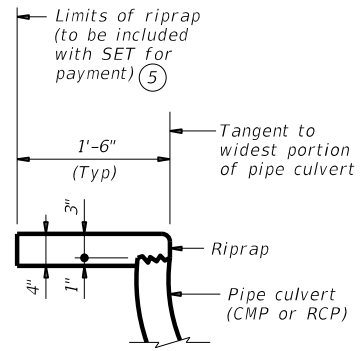 Limits of riprap
(to be included
with SET for
payment) 5
Tangent to
widest portion
of pipe culvert
1'-6"
(Typ)
3"
Riprap
4"
1"
Pipe culvert
(CMP or RCP)